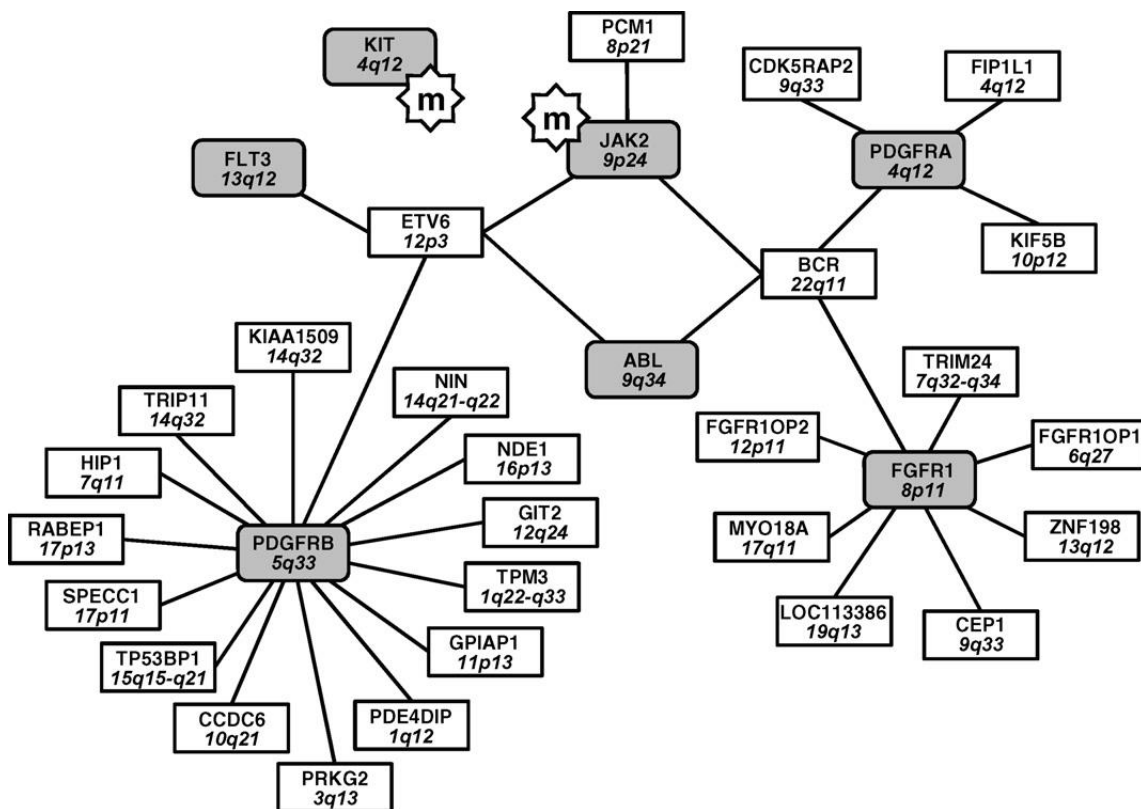 KIT
4q12
m
PCM1
8p21
m
JAK2
9p24
CDK5RAP2
9q33
FIP1L1
4q12
PDGFRA
4q12
FLT3
13q12
ETV6
12p3
BCR
22q11
KIF5B
10p12
KIAA1509
14q32
ABL
9q34
TRIM24
7q32-q34
TRIP11
14q32
NIN
14q21-q22
FGFR1OP2
12p11
FGFR1OP1
6q27
HIP1
7q11
NDE1
16p13
FGFR1
8p11
RABEP1
17p13
PDGFRB
5q33
GIT2
12q24
MYO18A
17q11
ZNF198
13q12
SPECC1
17p11
TPM3
1q22-q33
LOC113386
19q13
CEP1
9q33
TP53BP1
15q15-q21
GPIAP1
11p13
CCDC6
10q21
PDE4DIP
1q12
PRKG2
3q13